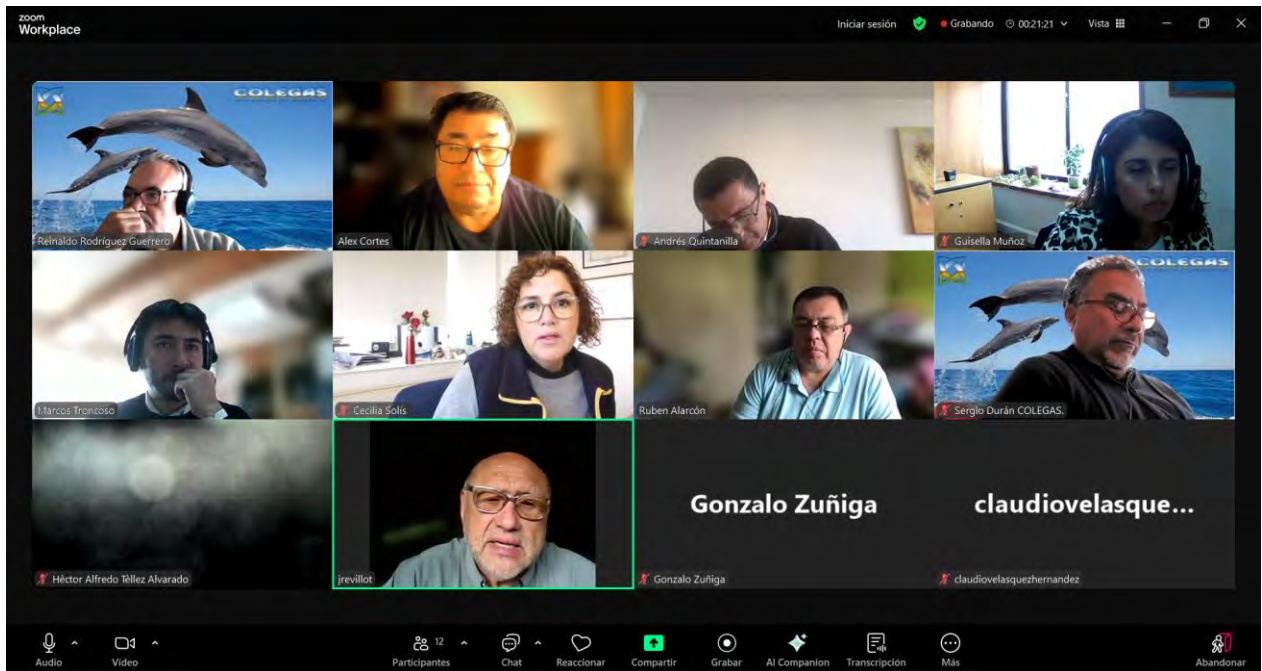 zoom
Workplace
Iniciar sesión
Grabando
00:21:21
Vista
COLEGAS
Reinaldo Rodríguez Guerrero
Alex Cortes
Andrés Quintanilla
Guisella Muñoz
Marcos Troncoso
Cecilia Solís
Ruben Alarcón
COLEGAS
Sergio Durán COLEGAS.
Héctor Alfredo Tèllez Alvarado
jrevillot
Gonzalo Zuñiga
Gonzalo Zuñiga
claudiovelasque...
claudiovelasquezhernandez
Audio
Video
12
Participantes
Chat
Reaccionar
Compartir
Grabar
AI Companion
Transcripción
Más
Abandonar